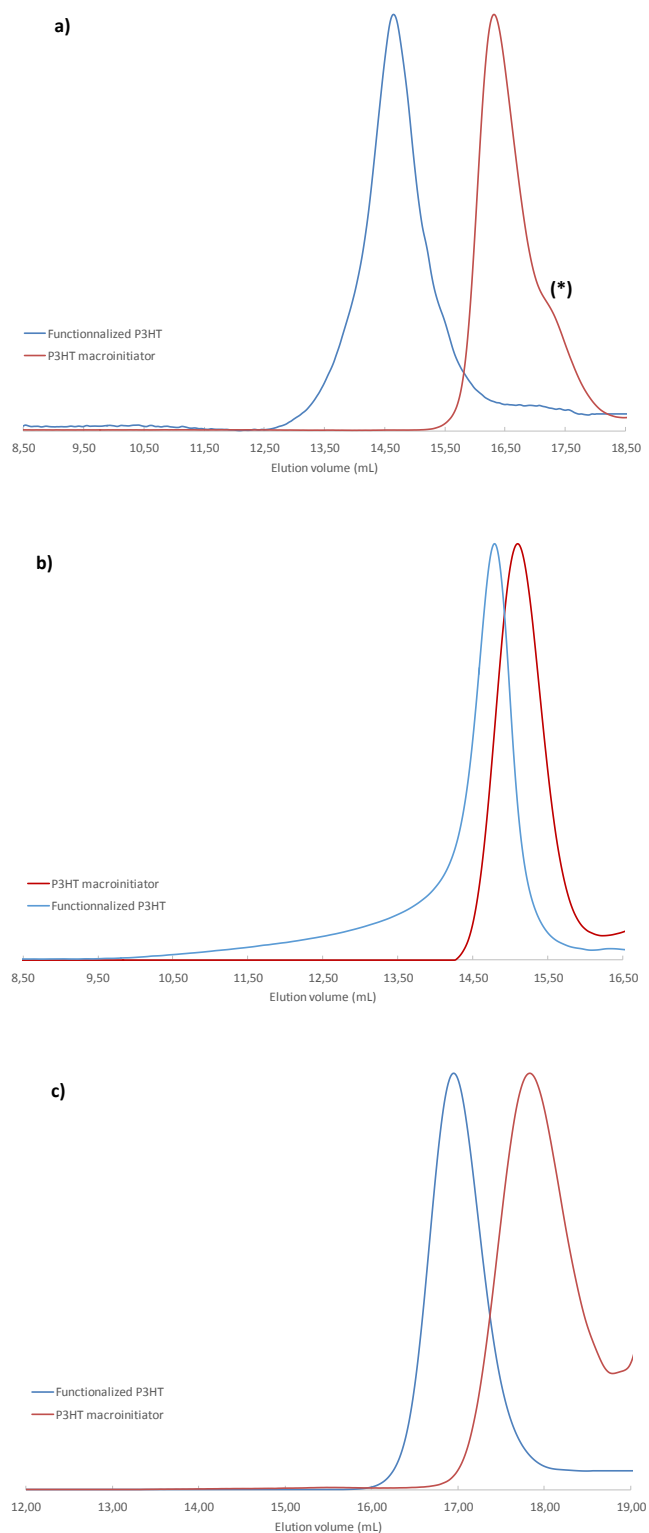 a)
(*)
Functionnalized P3HT
P3HT macroinitiator
8,50 9,50 10,50 11,50 12,50 13,50 14,50 15,50 16,50 17,50 18,50
Elution volume (mL)
b)
P3HT macroinitiator
Functionnalized P3HT
8,50 9,50 10,50 11,50 12,50 13,50 14,50 15,50 16,50
Elution volume (mL)
c)
Functionalized P3HT
P3HT macroinitiator
12,00 13,00 14,00 15,00 16,00 17,00 18,00 19,00
Elution volume (mL)